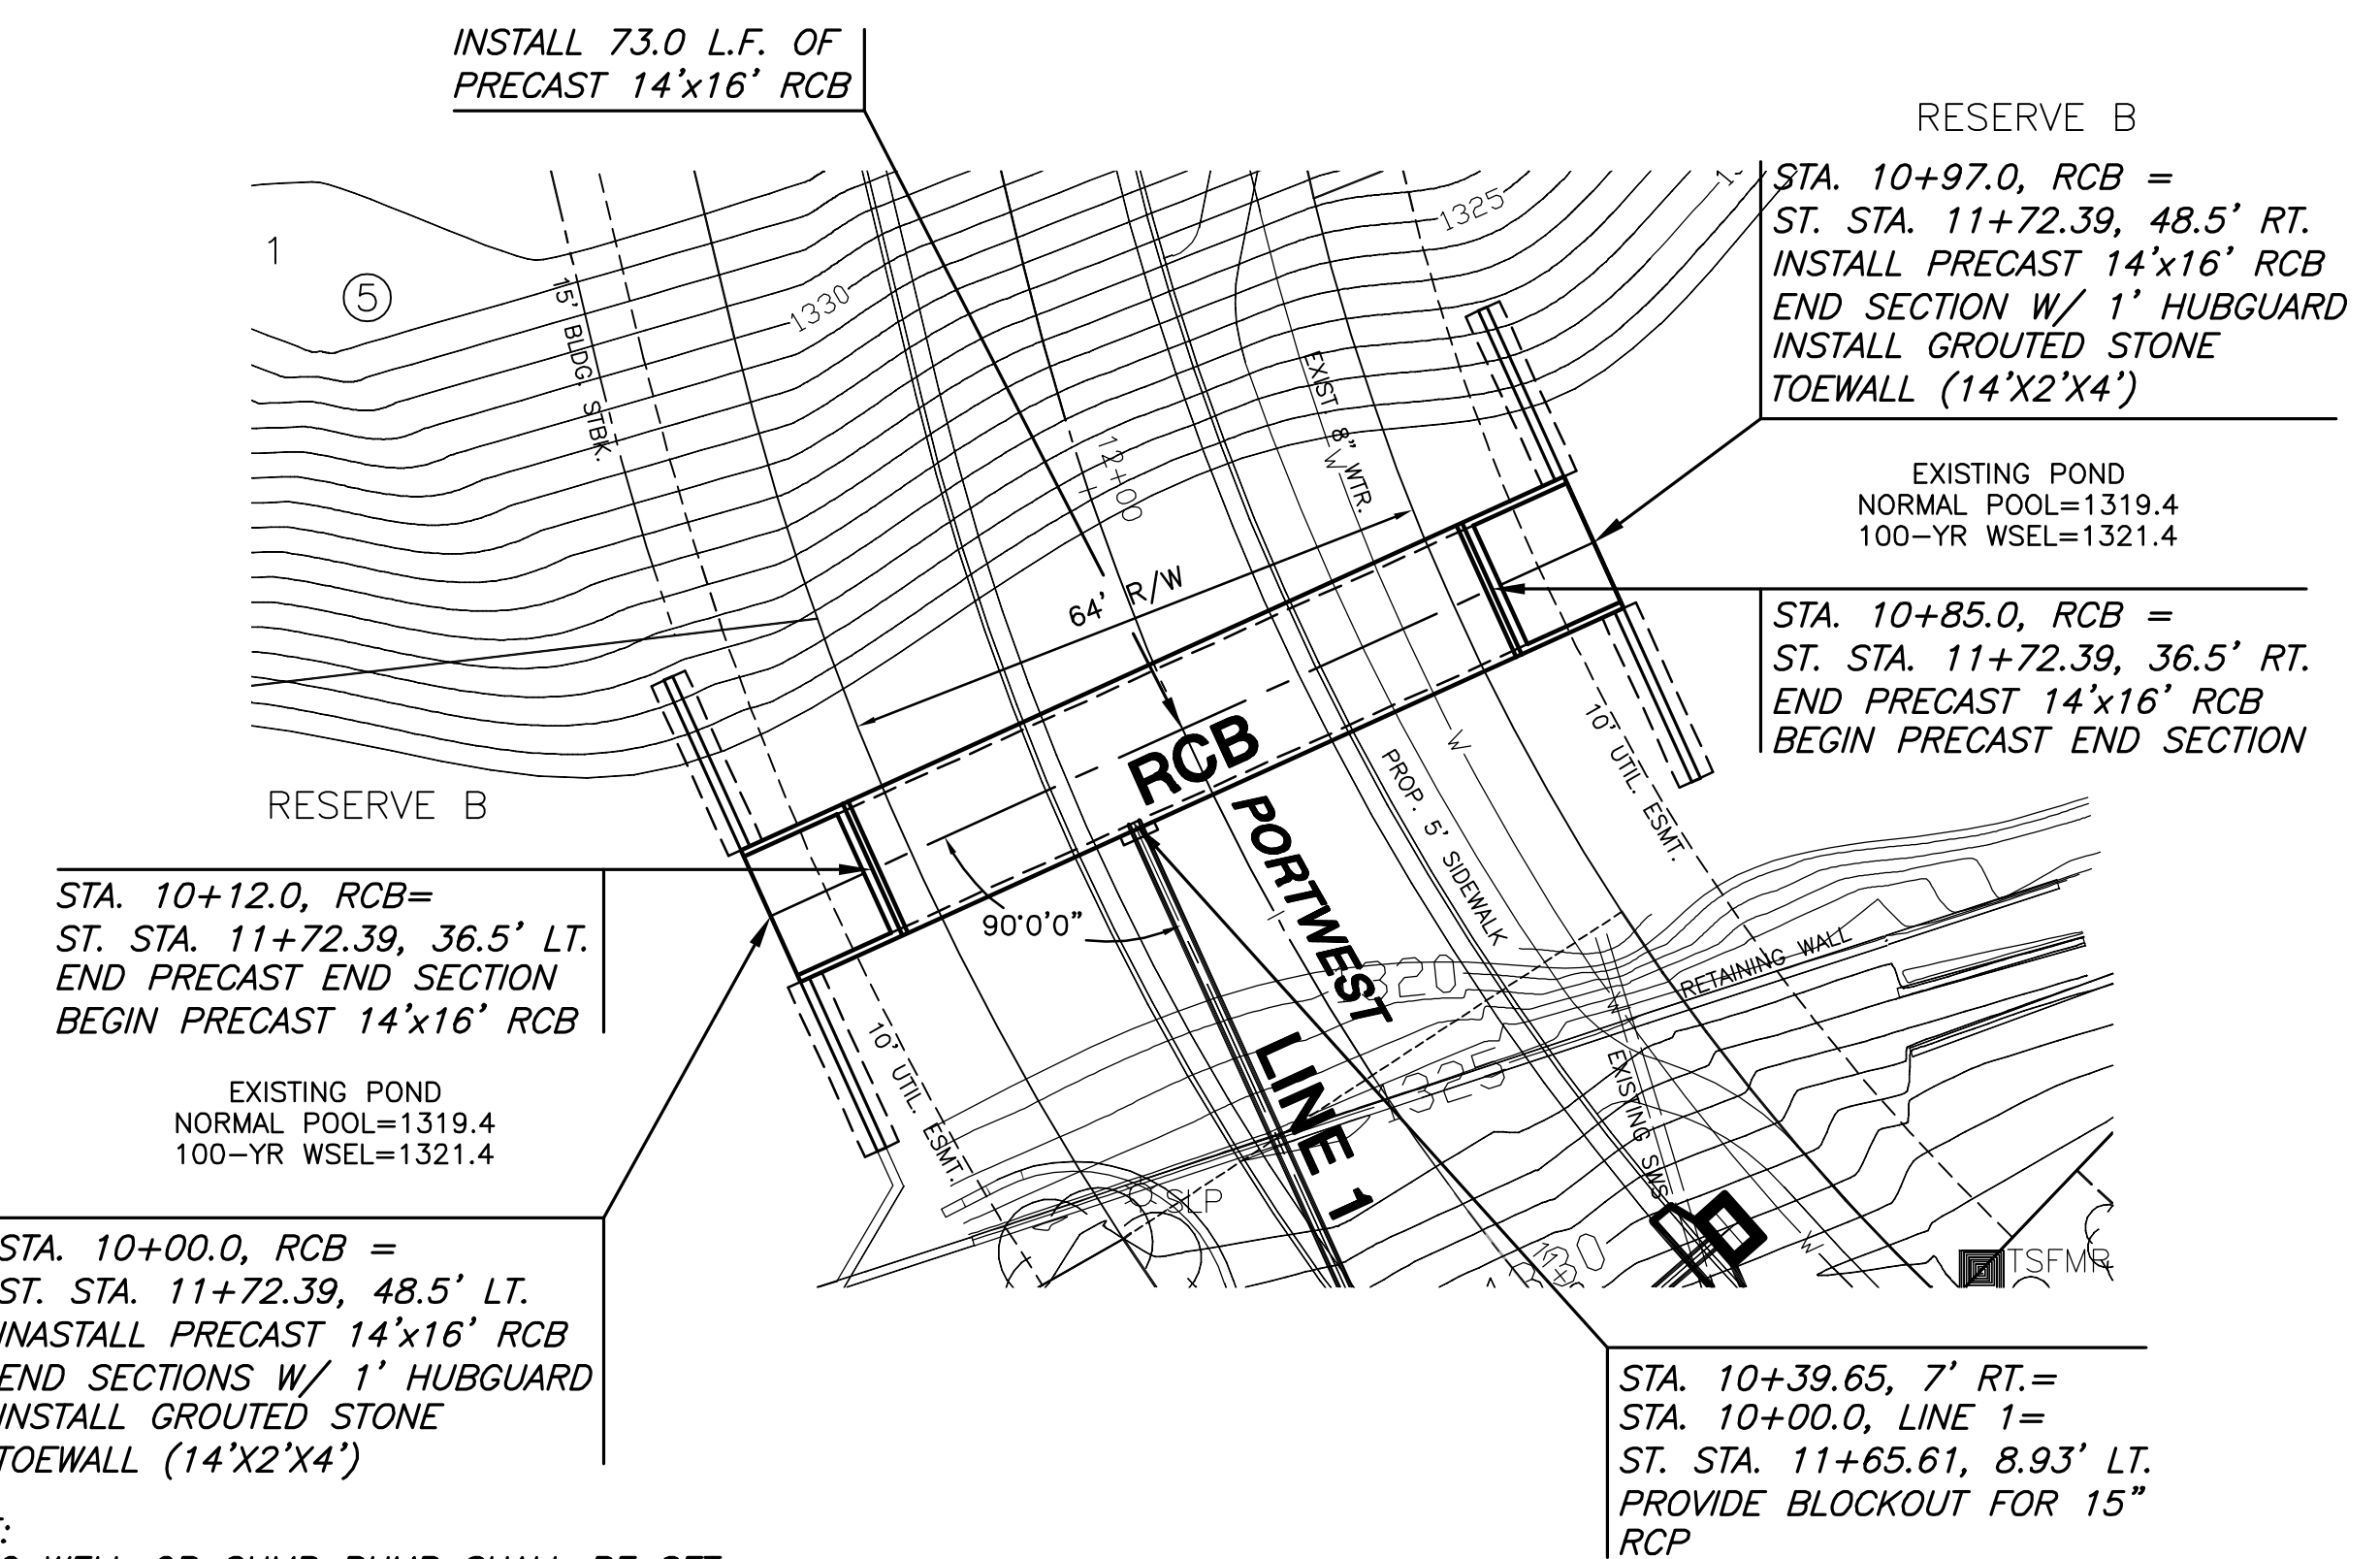 INSTALL 73.0 L.F. OF
PRECAST 14'x16' RCB
RESERVE B
STA. 10+97.0, RCB =
ST. STA. 11+72.39, 48.5' RT.
INSTALL PRECAST 14'x16' RCB
END SECTION W/ 1' HUBGUARD
INSTALL GROUTED STONE
TOEWALL (14'X2'X4')
EXISTING POND
NORMAL POOL=1319.4
100-YR WSEL=1321.4
STA. 10+85.0, RCB =
ST. STA. 11+72.39, 36.5' RT.
END PRECAST 14'x16' RCB
BEGIN PRECAST END SECTION
1
5
15' BLDG. STBK.
1330
1325
EXIST. 8" WTR.
W
12+00
64' R/W
RCB
PORTWEST
LINE 1
90°0'0"
PROP. 5' SIDEWALK
W
10' UTIL. ESMT.
RESERVE B
STA. 10+12.0, RCB=
ST. STA. 11+72.39, 36.5' LT.
END PRECAST END SECTION
BEGIN PRECAST 14'x16' RCB
EXISTING POND
NORMAL POOL=1319.4
100-YR WSEL=1321.4
10' UTIL. ESMT.
1320
1325
RETAINING WALL
W
EXISTING SWS
SLP
1330
W
TSFMR
STA. 10+00.0, RCB =
ST. STA. 11+72.39, 48.5' LT.
INASTALL PRECAST 14'x16' RCB
END SECTIONS W/ 1' HUBGUARD
INSTALL GROUTED STONE
TOEWALL (14'X2'X4')
STA. 10+39.65, 7' RT.=
STA. 10+00.0, LINE 1=
ST. STA. 11+65.61, 8.93' LT.
PROVIDE BLOCKOUT FOR 15"
RCP
WELL OR SUMP PUMP SHALL BE SET